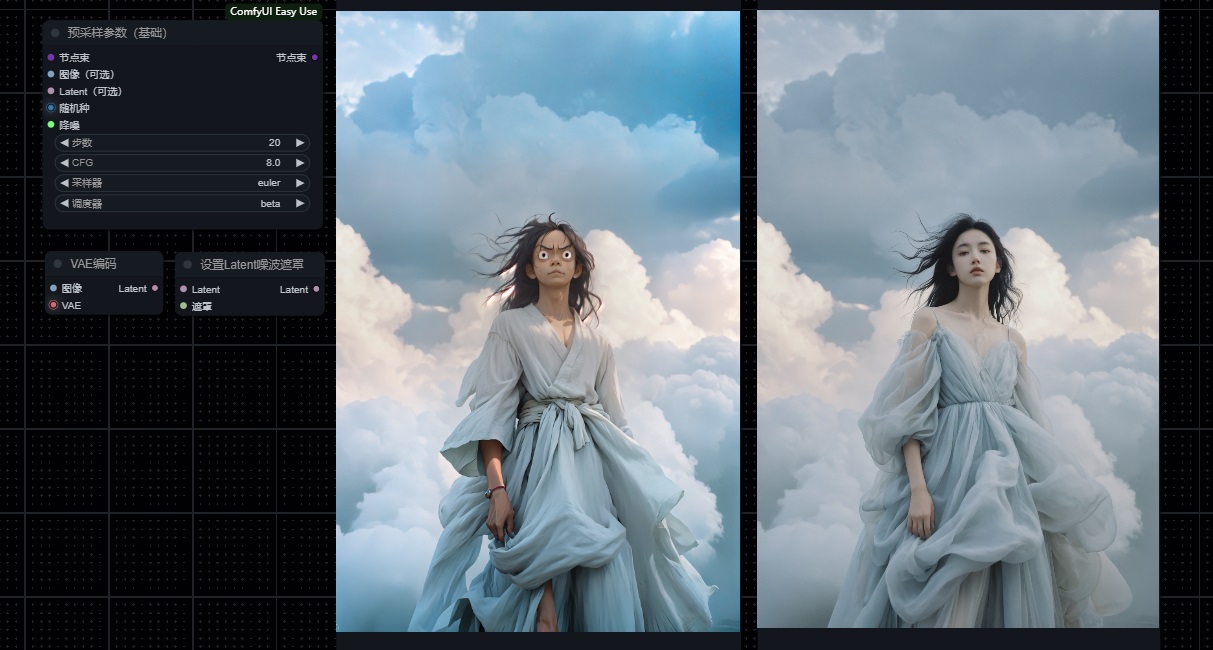 ComfyUI Easy Use
预采样参数（基础）
节点束 节点束
图像（可选）
Latent（可选）
随机种
降噪
步数 20
CFG 8.0
采样器 euler
调度器 beta
VAE编码 设置Latent噪波遮罩
图像 Latent Latent Latent
VAE 遮罩